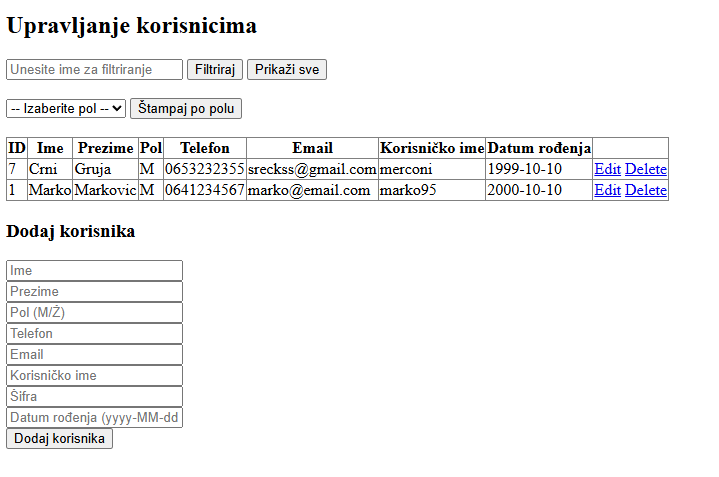 Upravljanje korisnicima
Unesite ime za filtriranje Filtriraj Prikaži sve
-- Izaberite pol -- Štampaj po polu
ID Ime Prezime Pol Telefon Email Korisničko ime Datum rođenja
7 Crni Gruja M 0653232355 sreckss@gmail.com merconi 1999-10-10 Edit Delete
1 Marko Markovic M 0641234567 marko@email.com marko95 2000-10-10 Edit Delete
Dodaj korisnika
Ime
Prezime
Pol (M/Ž)
Telefon
Email
Korisničko ime
Šifra
Datum rođenja (yyyy-MM-dd
Dodaj korisnika